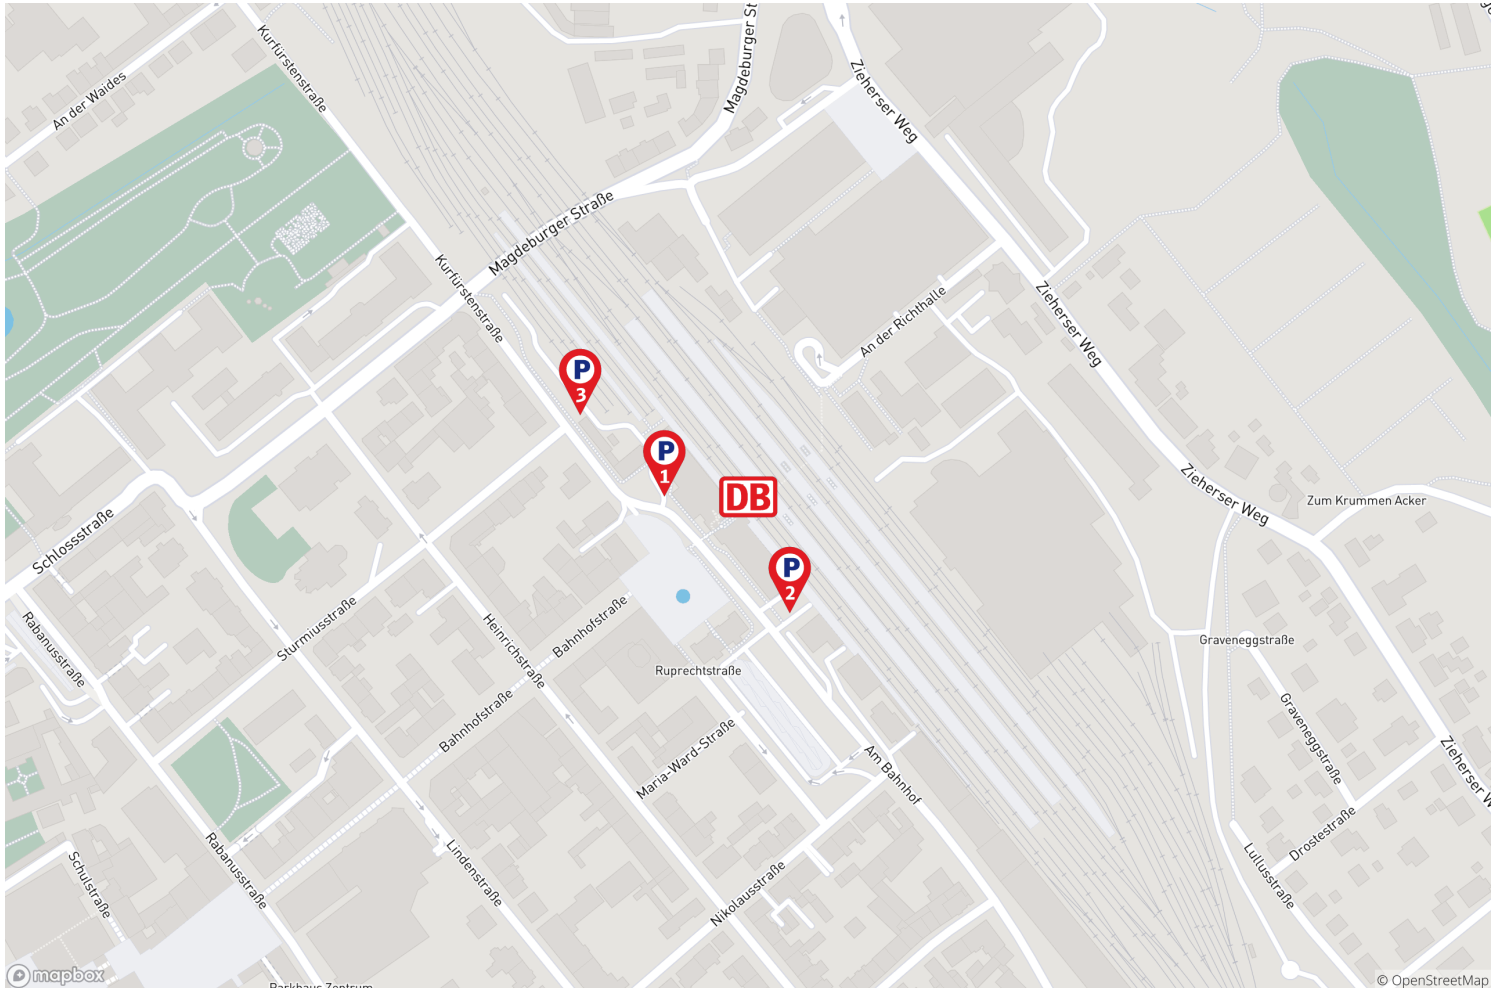 Kurfürstenstraße
Magdeburger St
An der Waides
Zieherser Weg
Magdeburger Straße
Kurfürstenstraße
An der Richthalle
Zieherser Weg
P
3
P
1
DB
Zieherser Weg
Zum Krummen Acker
Schlossstraße
P
2
Rabanusstraße
Sturmiusstraße
Heinrichstraße
Bahnhofstraße
Graveneggstraße
Ruprechtstraße
Bahnhofstraße
Maria-Ward-Straße
Graveneggstraße
Am Bahnhof
Zieherser W
Drostestraße
Rabanusstraße
Schulstraße
Lindenstraße
Lullusstraße
Nikolausstraße
mapbox
Parkhaus Zentrum
© OpenStreetMap